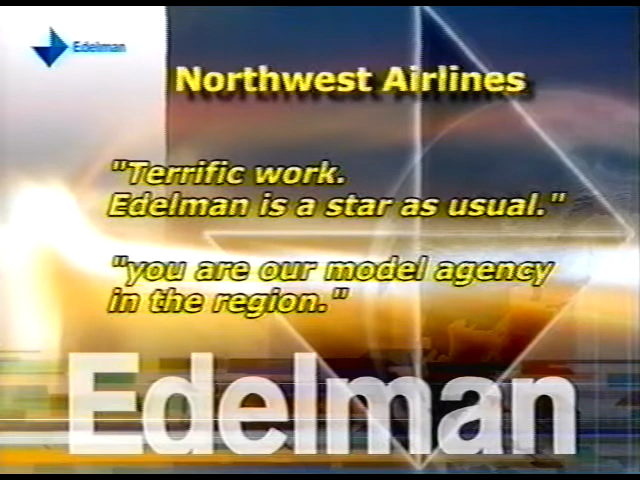 Edelman
Northwest Airlines
"Terrific work.
Edelman is a star as usual."
"you are our model agency
in the region."
Edelman